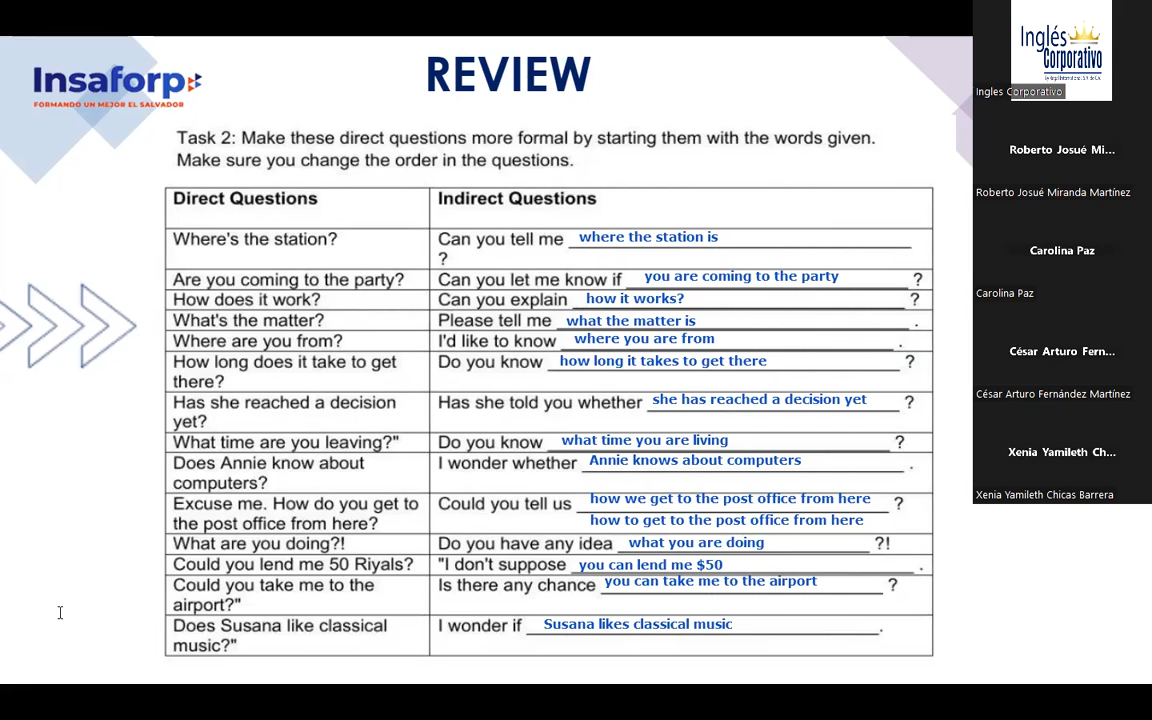 Insaforp
FORMANDO UN MEJOR EL SALVADOR
REVIEW
Task 2: Make these direct questions more formal by starting them with the words given.
Make sure you change the order in the questions.
Direct Questions
Indirect Questions
Where's the station?
Can you tell me where the station is
?
Are you coming to the party?
Can you let me know if you are coming to the party ?
How does it work?
Can you explain how it works? ?
What's the matter?
Please tell me what the matter is .
Where are you from?
I'd like to know where you are from .
How long does it take to get
there?
Do you know how long it takes to get there ?
Has she reached a decision
yet?
Has she told you whether she has reached a decision yet ?
What time are you leaving?"
Do you know what time you are living ?
Does Annie know about
computers?
I wonder whether Annie knows about computers .
Excuse me. How do you get to
the post office from here?
Could you tell us how we get to the post office from here ?
how to get to the post office from here
What are you doing?!
Do you have any idea what you are doing ?!
Could you lend me 50 Riyals?
"I don't suppose you can lend me $50 .
Could you take me to the
airport?"
Is there any chance you can take me to the airport ?
Does Susana like classical
music?"
I wonder if Susana likes classical music .
Inglés
Corporativo
Ingles Corporativo
Roberto Josué Mi...
Roberto Josué Miranda Martínez
Carolina Paz
Carolina Paz
César Arturo Fern...
César Arturo Fernández Martínez
Xenia Yamileth Ch...
Xenia Yamileth Chicas Barrera